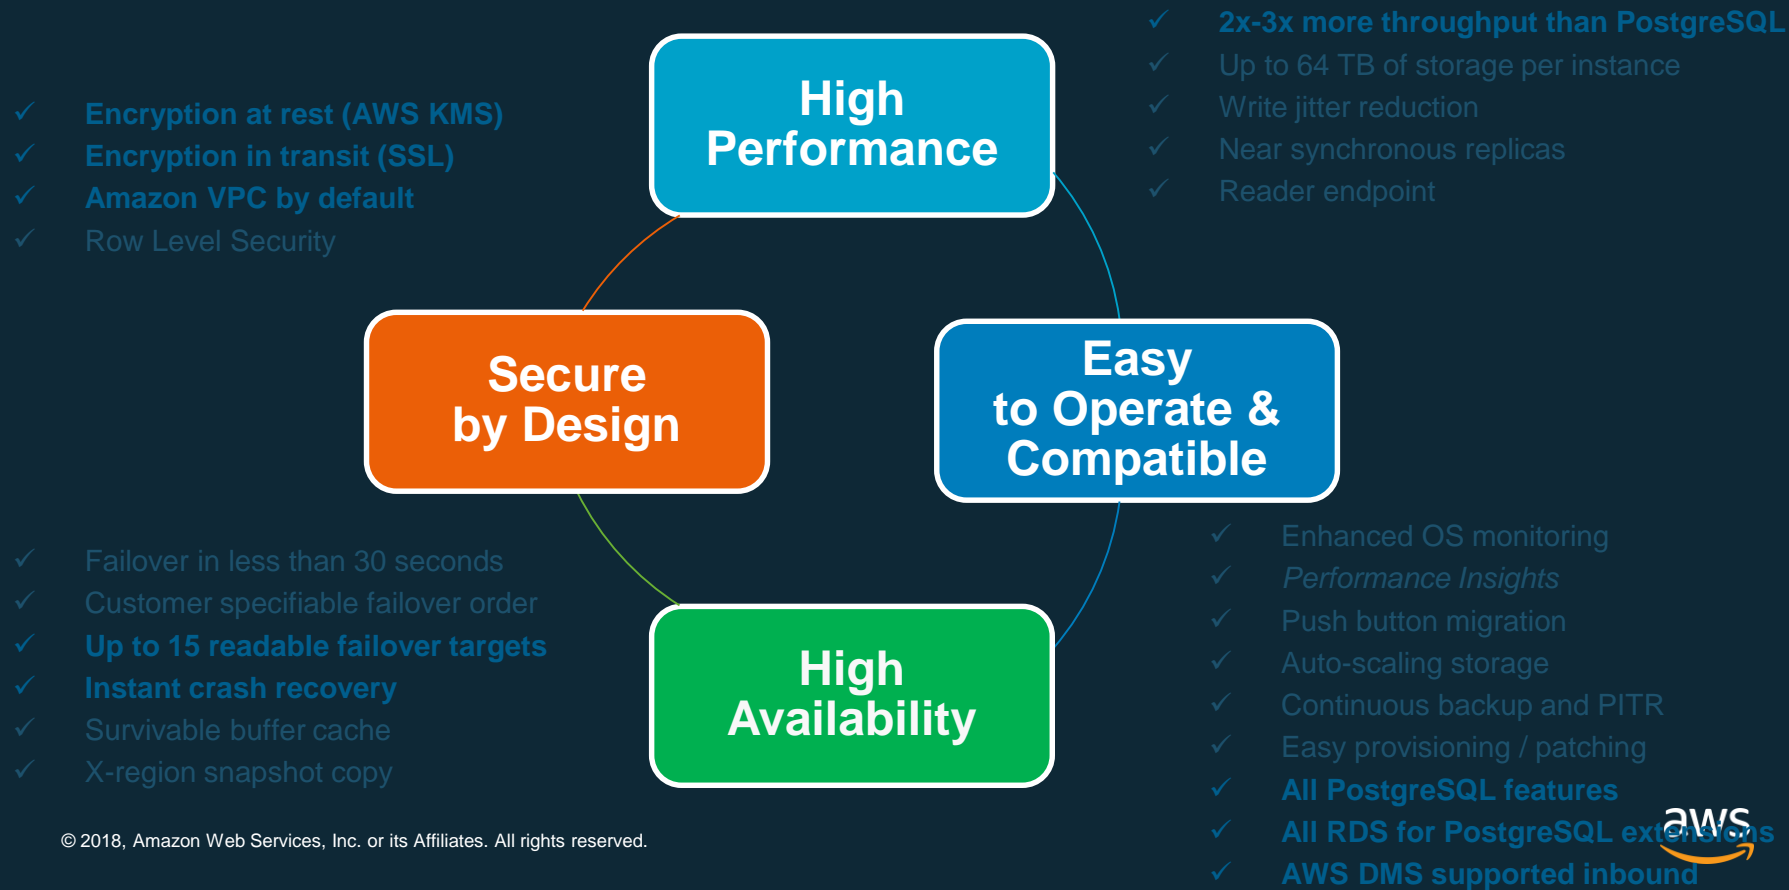 ✓ 2x-3x more throughput than PostgreSQL
✓ Up to 64 TB of storage per instance
✓ Write jitter reduction
✓ Near synchronous replicas
✓ Reader endpoint
High
Performance
✓ Encryption at rest (AWS KMS)
✓ Encryption in transit (SSL)
✓ Amazon VPC by default
✓ Row Level Security
Secure
by Design
Easy
to Operate &
Compatible
✓ Failover in less than 30 seconds
✓ Customer specifiable failover order
✓ Up to 15 readable failover targets
✓ Instant crash recovery
✓ Survivable buffer cache
✓ X-region snapshot copy
High
Availability
✓ Enhanced OS monitoring
✓ Performance Insights
✓ Push button migration
✓ Auto-scaling storage
✓ Continuous backup and PITR
✓ Easy provisioning / patching
✓ All PostgreSQL features
✓ All RDS for PostgreSQL extensions
✓ AWS DMS supported inbound
© 2018, Amazon Web Services, Inc. or its Affiliates. All rights reserved.
aws